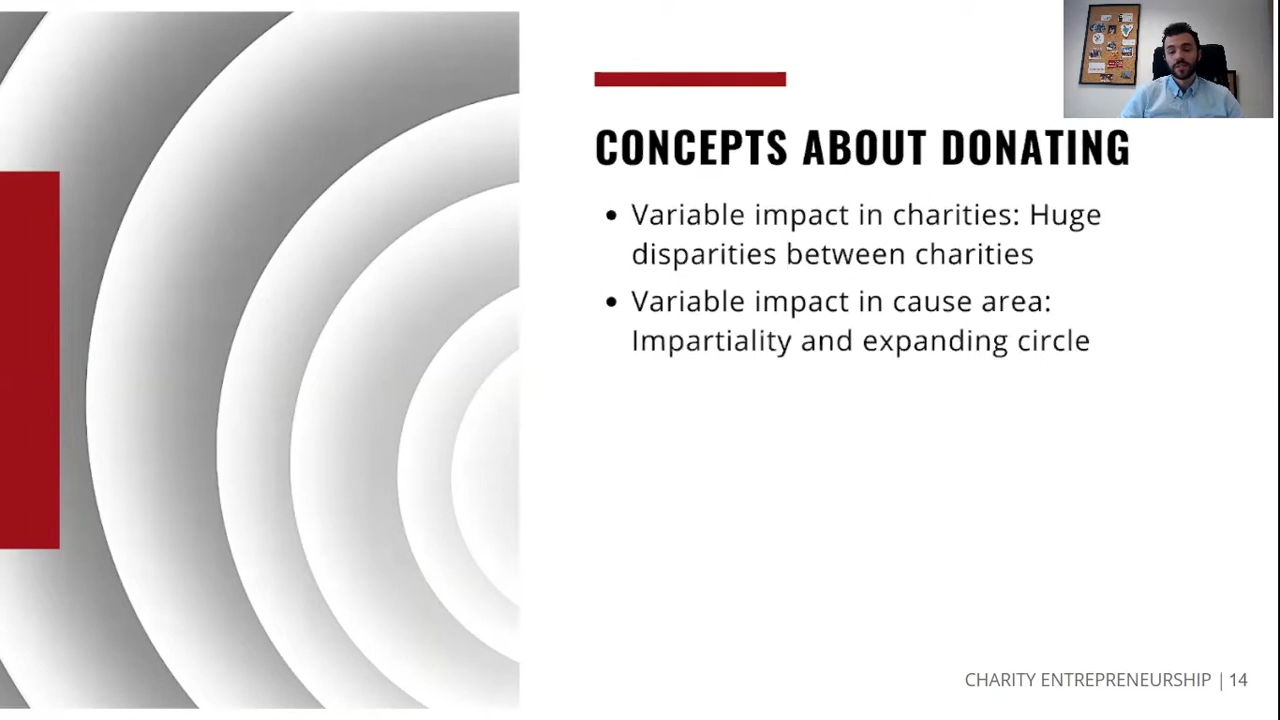 CONCEPTS ABOUT DONATING
• Variable impact in charities: Huge
disparities between charities
• Variable impact in cause area:
Impartiality and expanding circle
CHARITY ENTREPRENEURSHIP | 14